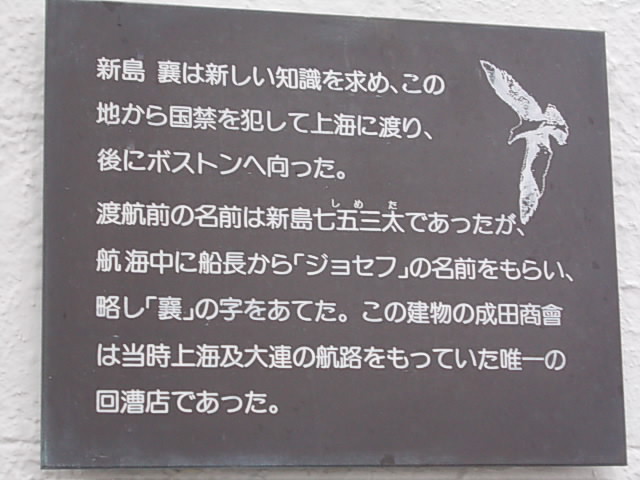 新島 襄は新しい知識を求め、この
地から国禁を犯して上海に渡り、
後にボストンへ向った。
渡航前の名前は新島七五三太であったが、
しめた
航海中に船長から「ジョセフ」の名前をもらい、
略し「襄」の字をあてた。この建物の成田商會
は当時上海及大連の航路をもっていた唯一の
回漕店であった。